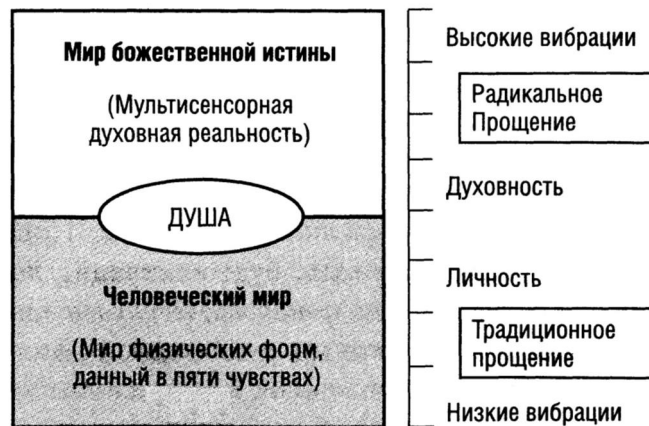 Мир божественной истины
(Мультисенсорная
духовная реальность)
ДУША
Человеческий мир
(Мир физических форм,
данный в пяти чувствах)
Высокие вибрации
Радикальное
Прощение
Духовность
Личность
Традиционное
прощение
Низкие вибрации